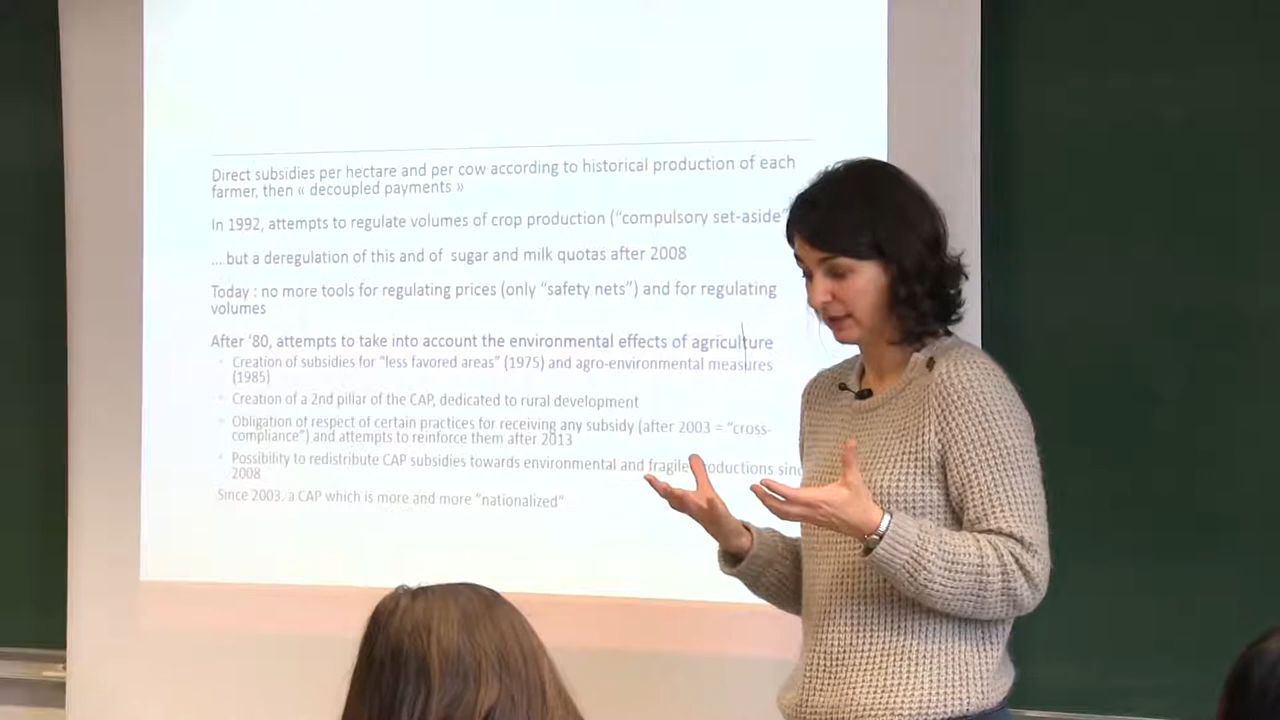 Direct subsidies per hectare and per cow according to historical production of each
farmer, then « decoupled payments »
In 1992, attempts to regulate volumes of crop production ("compulsory set-aside"
... but a deregulation of this and of sugar and milk quotas after 2008
Today : no more tools for regulating prices (only "safety nets") and for regulating
volumes
After '80, attempts to take into account the environmental effects of agriculture
Creation of subsidies for "less favored areas" (1975) and agro-environmental measures
(1985)
Creation of a 2nd pillar of the CAP, dedicated to rural development
Obligation of respect of certain practices for receiving any subsidy (after 2003 = "cross-
compliance") and attempts to reinforce them after 2013
Possibility to redistribute CAP subsidies towards environmental and fragile
2008
Since 2003, a CAP which is more and more "nationalized"